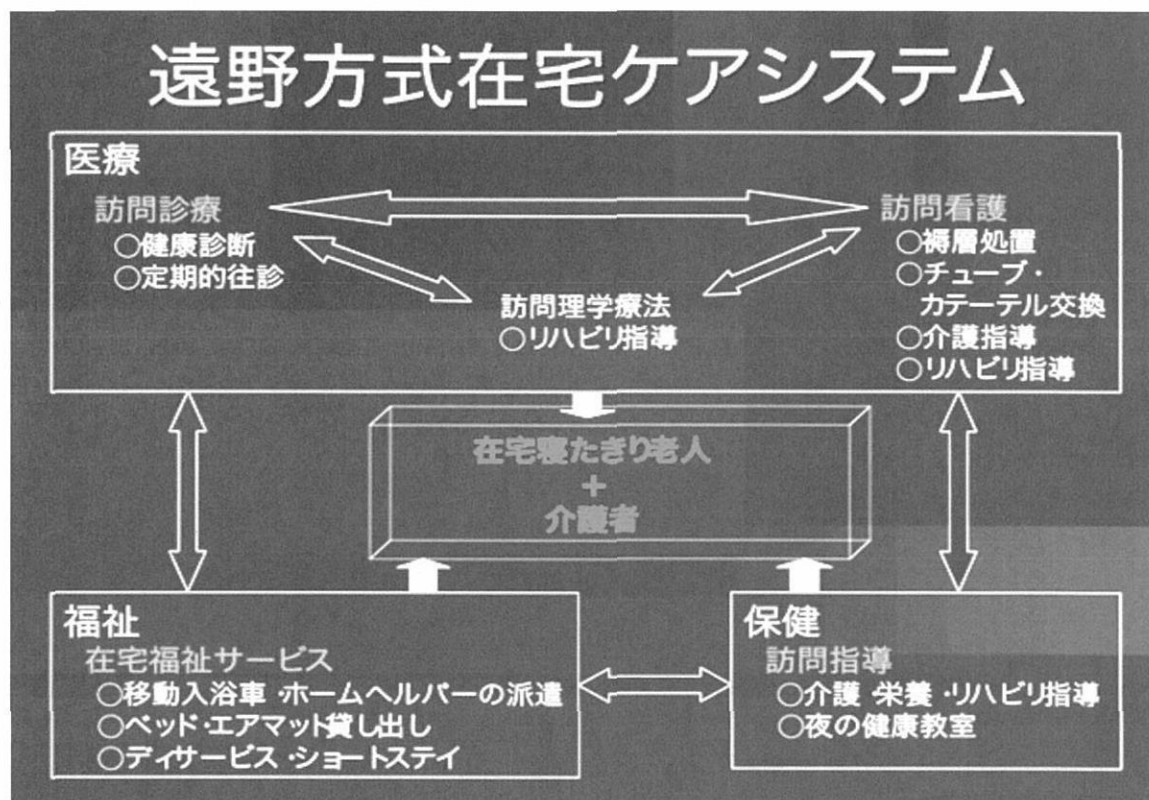 遠野方式在宅ケアシステム
医療
訪問診療
○健康診断
○定期的往診
訪問看護
○褥層処置
○チューブ・
カテーテル交換
○介護指導
○リハビリ指導
訪問理学療法
○リハビリ指導
在宅寝たきり老人
+
介護者
福祉
在宅福祉サービス
○移動入浴車・ホームヘルパーの派遣
○ベッド・エアマット貸し出し
○デイサービス・ショートステイ
保健
訪問指導
○介護・栄養・リハビリ指導
○夜の健康教室